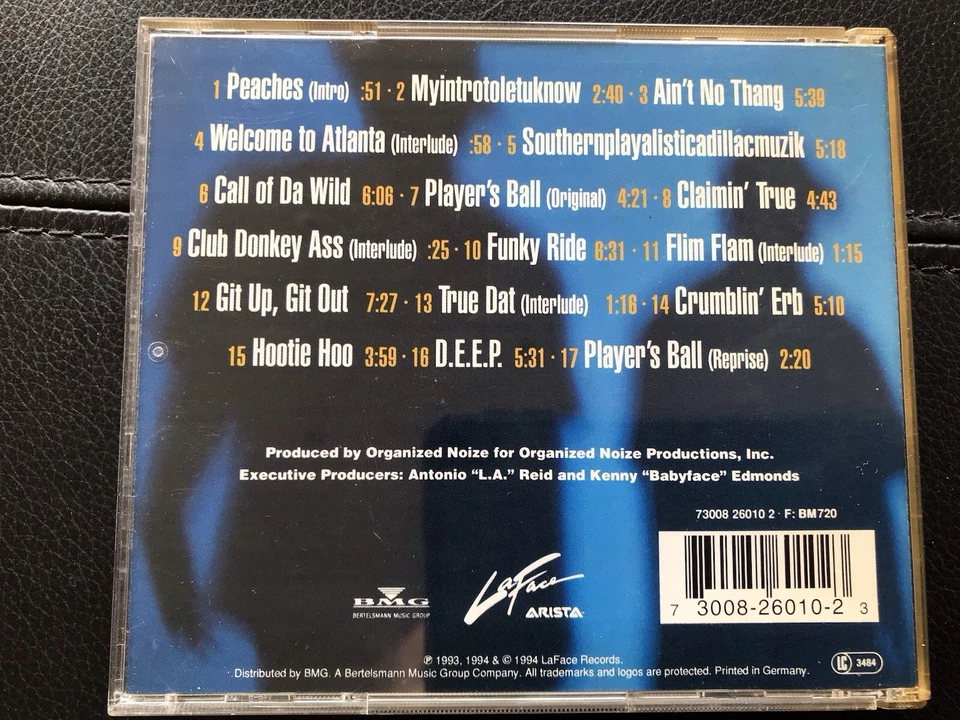 1 Peaches (Intro) :51 · 2 Myintrotoletuknow 2:40 · 3 Ain't No Thang 5:39
4 Welcome to Atlanta (Interlude) :58 · 5 Southernplayalisticadillacmuzik 5:18
6 Call of Da Wild 6:06 · 7 Player's Ball (Original) 4:21 · 8 Claimin' True 4:43
9 Club Donkey Ass (Interlude) :25 · 10 Funky Ride 6:31 · 11 Flim Flam (Interlude) 1:15
12 Git Up, Git Out 7:27 · 13 True Dat (Interlude) 1:16 · 14 Crumblin' Erb 5:10
15 Hootie Hoo 3:59 · 16 D.E.E.P. 5:31 · 17 Player's Ball (Reprise) 2:20
Produced by Organized Noize for Organized Noize Productions, Inc.
Executive Producers: Antonio "L.A." Reid and Kenny "Babyface" Edmonds
73008 26010 2 · F: BM720
7 3008-26010-2 3
BMG
BERTELSMANN MUSIC GROUP
LaFace
ARISTA
℗ 1993, 1994 & © 1994 LaFace Records.
Distributed by BMG. A Bertelsmann Music Group Company. All trademarks and logos are protected. Printed in Germany.
LC 3484